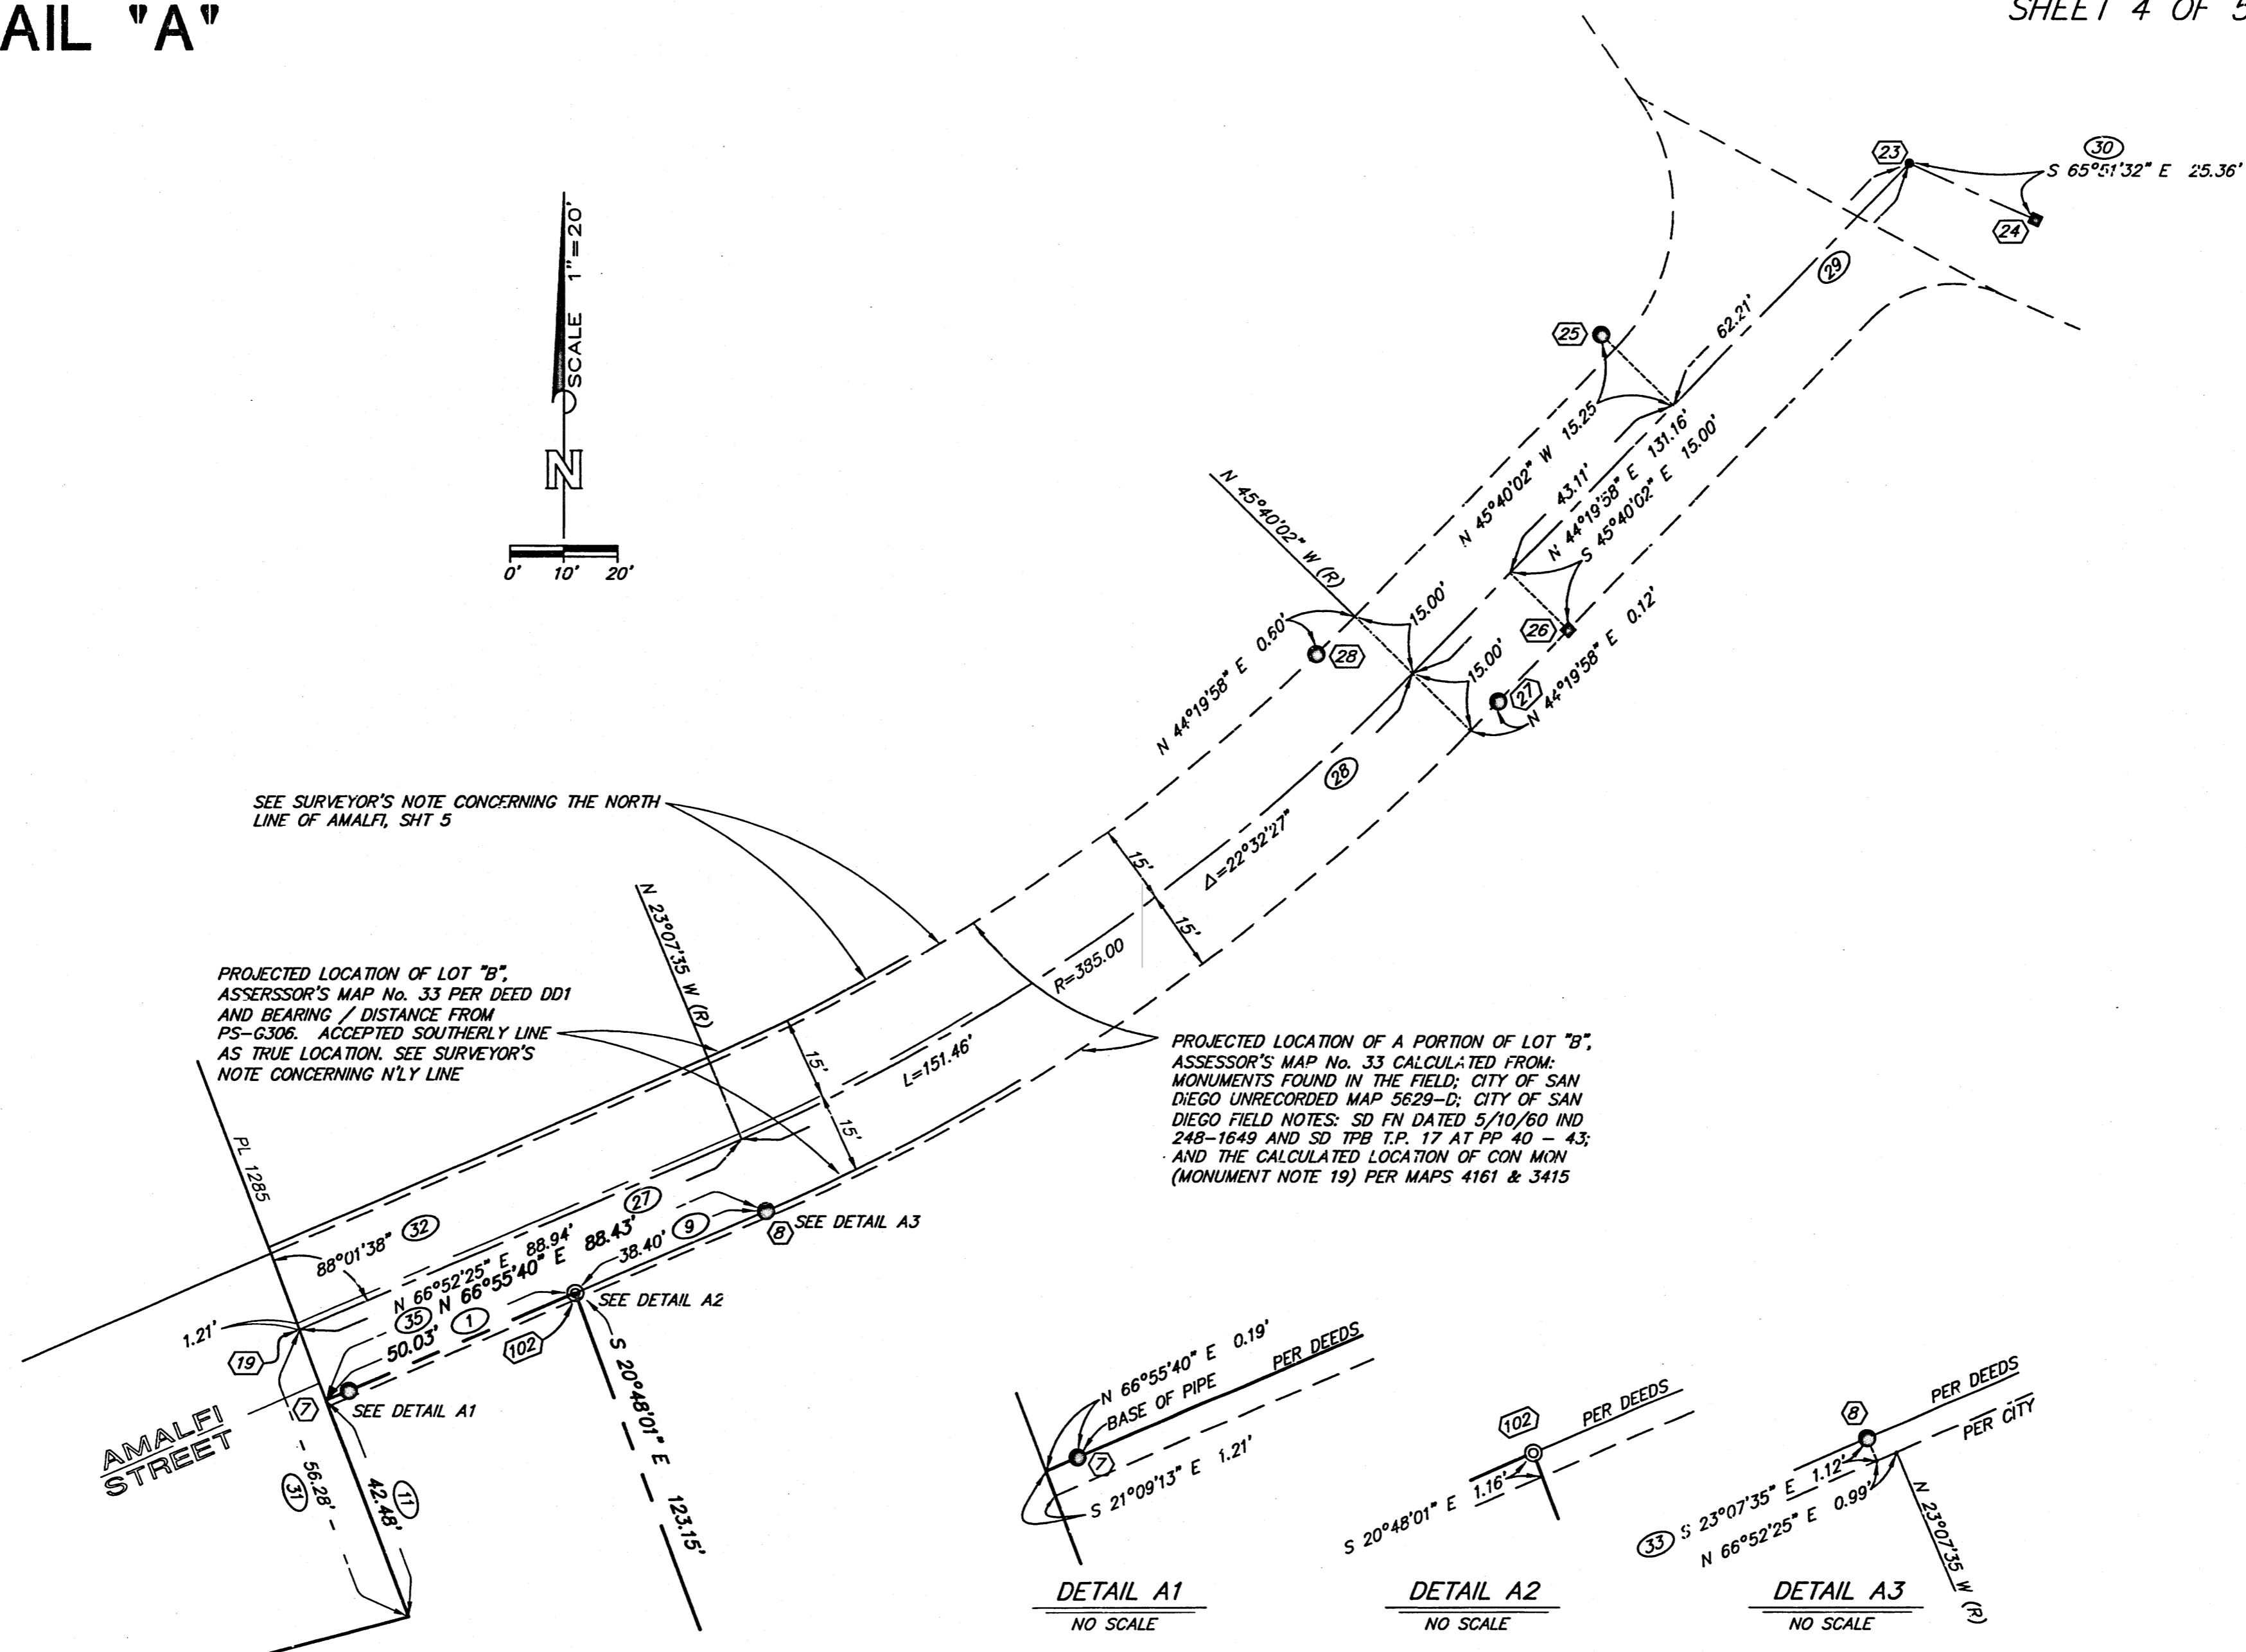 AIL "A"
SHEET 4 OF 5
SCALE 1"=20'
N
0' 10' 20'
23
30
S 65°51'32" E 25.36'
24
29
62.21'
25
N 45°40'02" W 15.25
43.11'
N 44°19'58" E 131.16'
S 45°40'02" E 15.00'
26
N 45°40'02" W (R)
15.00'
15.00'
N 44°19'58" E 0.60'
28
27
N 44°19'58" E 0.12'
28
Δ=22°32'27"
15'
15'
R=385.00
L=151.46'
SEE SURVEYOR'S NOTE CONCERNING THE NORTH
LINE OF AMALFI, SHT 5
N 23°07'35 W (R)
PROJECTED LOCATION OF LOT "B",
ASSERSSOR'S MAP No. 33 PER DEED DD1
AND BEARING / DISTANCE FROM
PS-G306. ACCEPTED SOUTHERLY LINE
AS TRUE LOCATION. SEE SURVEYOR'S
NOTE CONCERNING N'LY LINE
15'
15'
PROJECTED LOCATION OF A PORTION OF LOT "B",
ASSESSOR'S MAP No. 33 CALCULATED FROM:
MONUMENTS FOUND IN THE FIELD; CITY OF SAN
DIEGO UNRECORDED MAP 5629-D; CITY OF SAN
DIEGO FIELD NOTES: SD FN DATED 5/10/60 IND
248-1649 AND SD TPB T.P. 17 AT PP 40 - 43;
AND THE CALCULATED LOCATION OF CON MON
(MONUMENT NOTE 19) PER MAPS 4161 & 3415
PL 1285
88°01'38" 32
27
N 66°52'25" E 88.94'
35 N 66°55'40" E 88.43'
38.40' 9
8
SEE DETAIL A3
50.03' 1
102
SEE DETAIL A2
1.21'
19
7
SEE DETAIL A1
AMALFI
STREET
31 56.28'
42.48' 11
S 20°48'01" E 123.15'
N 66°55'40" E 0.19'
BASE OF PIPE
PER DEEDS
7
S 21°09'13" E 1.21'
DETAIL A1
NO SCALE
102
PER DEEDS
S 20°48'01" E 1.16'
DETAIL A2
NO SCALE
8
PER DEEDS
PER CITY
33 S 23°07'35" E 1.12'
N 66°52'25" E 0.99'
N 23°07'35 W (R)
DETAIL A3
NO SCALE